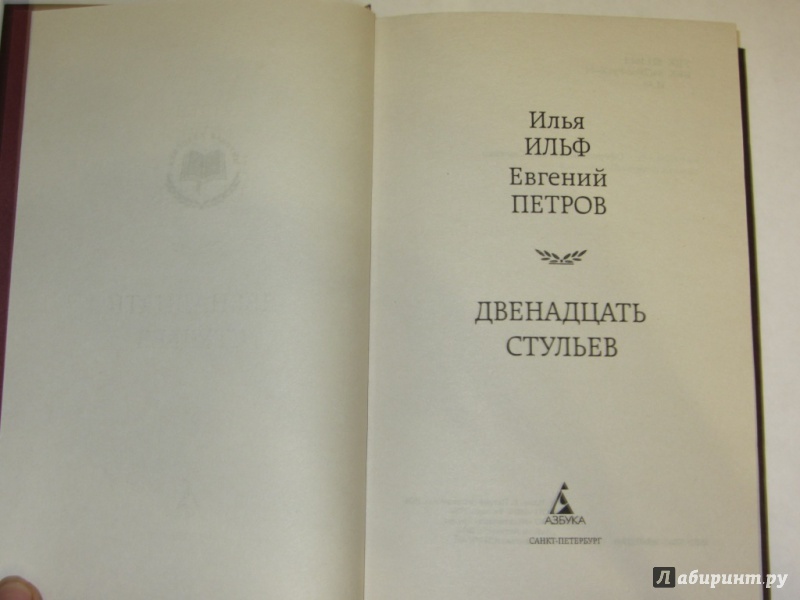 Илья
ИЛЬФ
Евгений
ПЕТРОВ
ДВЕНАДЦАТЬ
СТУЛЬЕВ
АЗБУКА
САНКТ-ПЕТЕРБУРГ
Лабиринт.ру